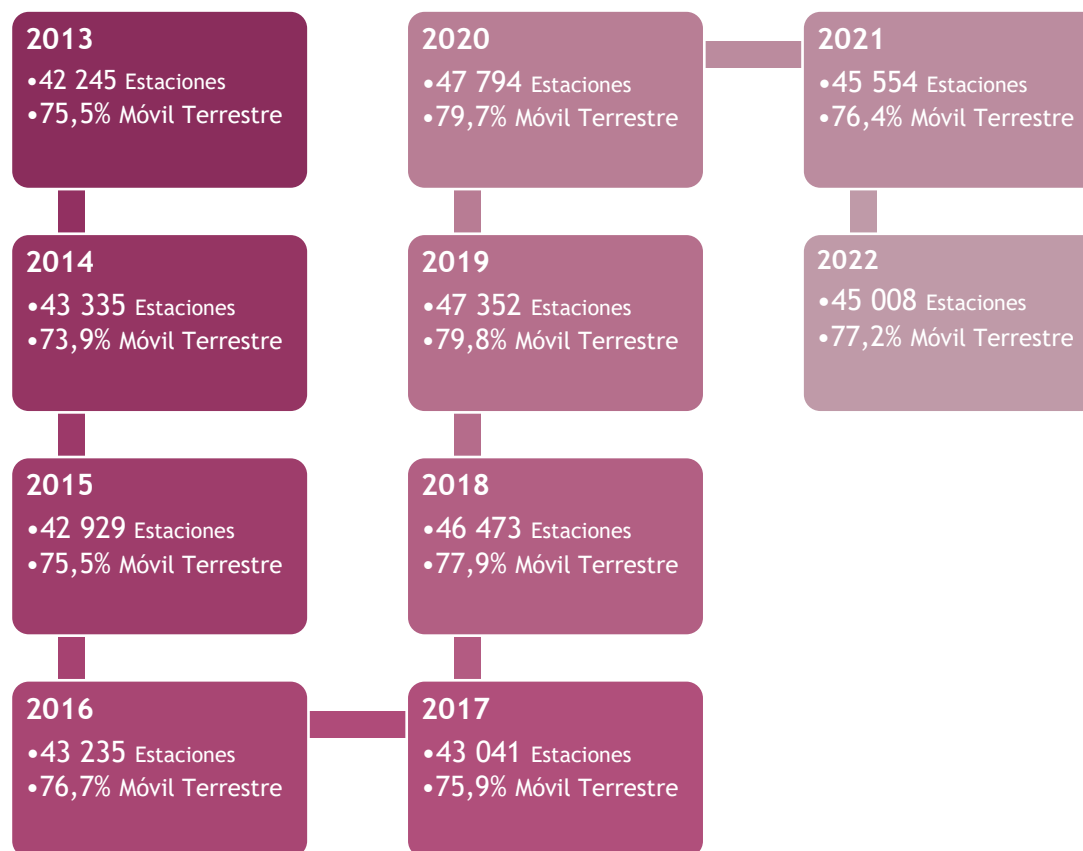 2013
•42 245 Estaciones
•75,5% Móvil Terrestre
2014
•43 335 Estaciones
•73,9% Móvil Terrestre
2015
•42 929 Estaciones
•75,5% Móvil Terrestre
2016
•43 235 Estaciones
•76,7% Móvil Terrestre
2017
•43 041 Estaciones
•75,9% Móvil Terrestre
2018
•46 473 Estaciones
•77,9% Móvil Terrestre
2019
•47 352 Estaciones
•79,8% Móvil Terrestre
2020
•47 794 Estaciones
•79,7% Móvil Terrestre
2021
•45 554 Estaciones
•76,4% Móvil Terrestre
2022
•45 008 Estaciones
•77,2% Móvil Terrestre